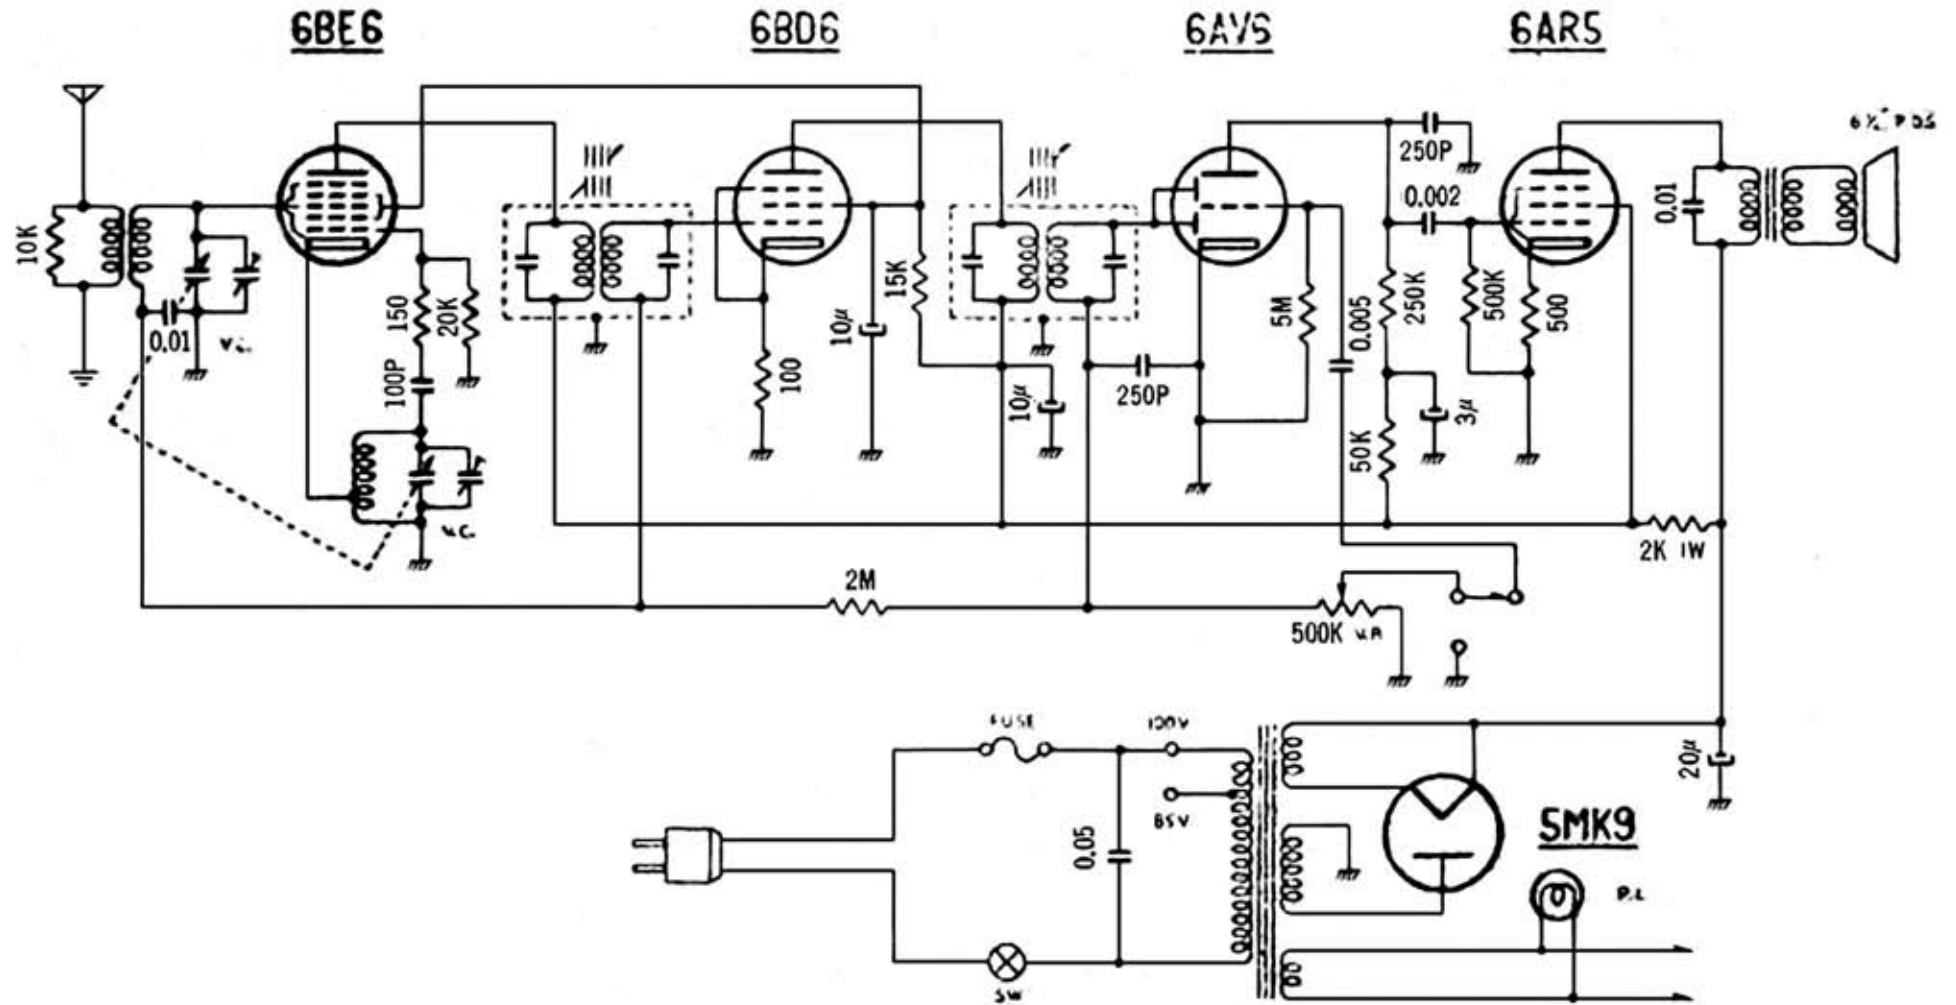 6BE6
6BD6
6AV6
6AR5
10K
0.01
V.C.
150
20K
100P
V.C.
100
10μ
15K
10μ
250P
5M
0.005
250P
0.002
250K
500K
500
3μ
50K
0.01
2K 1W
2M
500K V.R
FUSE
100V
85V
0.05
SW
20μ
5MK9
P.L